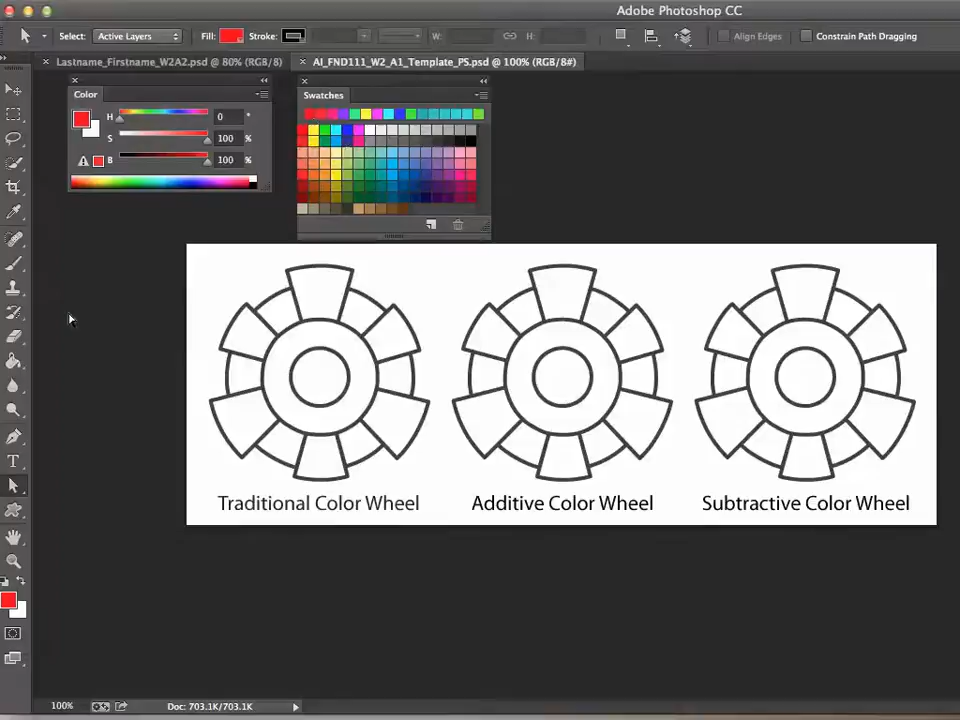 Adobe Photoshop CC
Select: Active Layers Fill: Stroke: W: H: Align Edges Constrain Path Dragging
Lastname_Firstname_W2A2.psd @ 80% (RGB/8)
AI_FND111_W2_A1_Template_PS.psd @ 100% (RGB/8#)
Color
H 0 °
S 100 %
B 100 %
Swatches
Traditional Color Wheel
Additive Color Wheel
Subtractive Color Wheel
100% Doc: 703.1K/703.1K